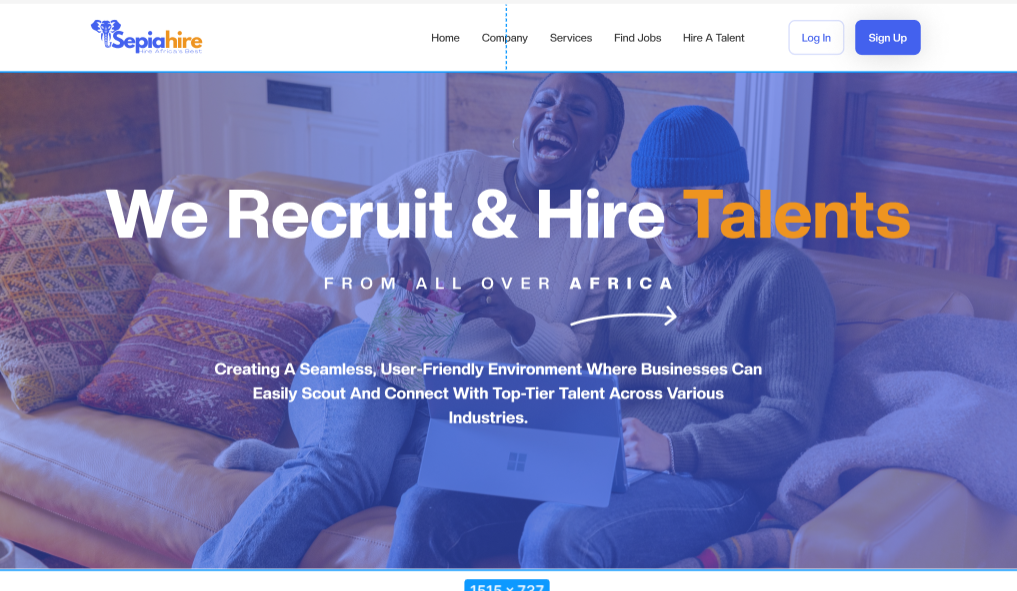 Sepiahire
Hire Africa's Best
Home Company Services Find Jobs Hire A Talent Log In Sign Up
We Recruit & Hire Talents
FROM ALL OVER AFRICA
Creating A Seamless, User-Friendly Environment Where Businesses Can
Easily Scout And Connect With Top-Tier Talent Across Various
Industries.
1515 × 737